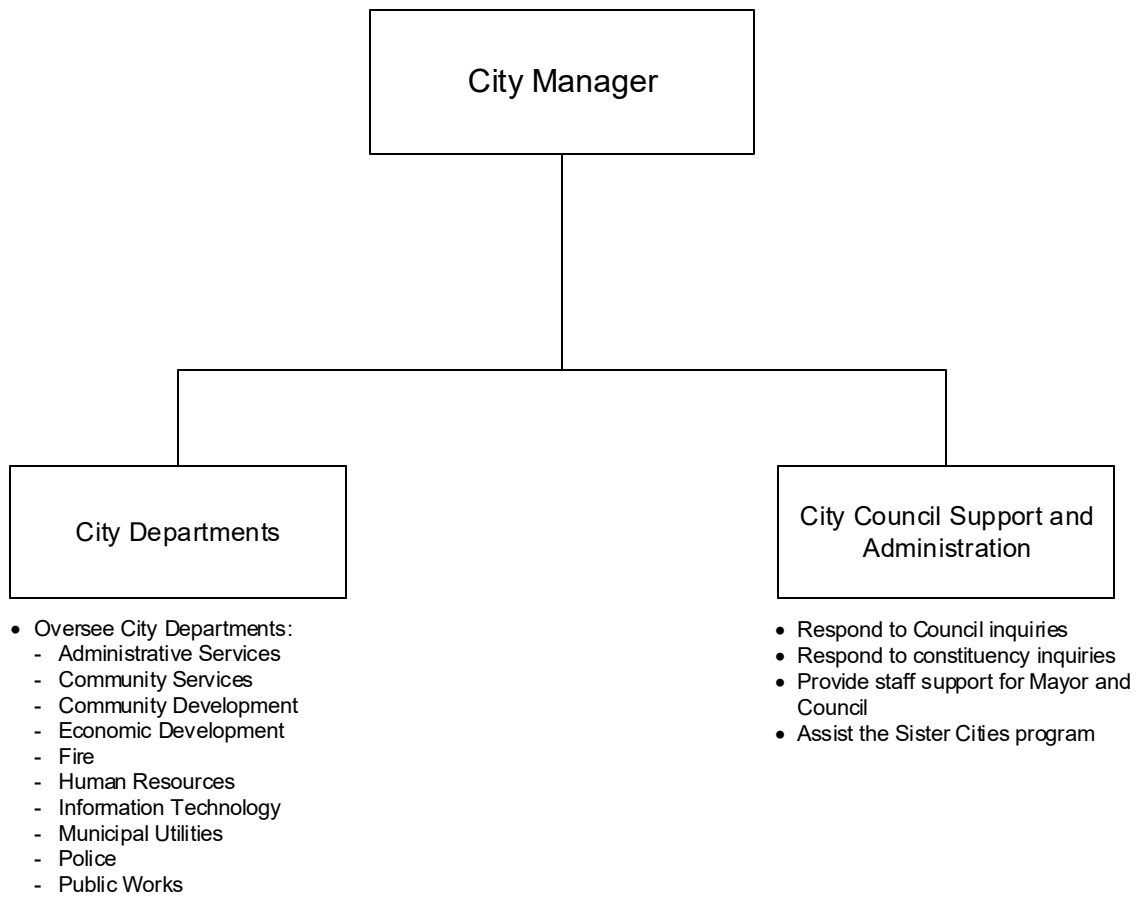 City Manager
City Departments
City Council Support and
Administration
• Oversee City Departments:
- Administrative Services
- Community Services
- Community Development
- Economic Development
- Fire
- Human Resources
- Information Technology
- Municipal Utilities
- Police
- Public Works
• Respond to Council inquiries
• Respond to constituency inquiries
• Provide staff support for Mayor and
Council
• Assist the Sister Cities program